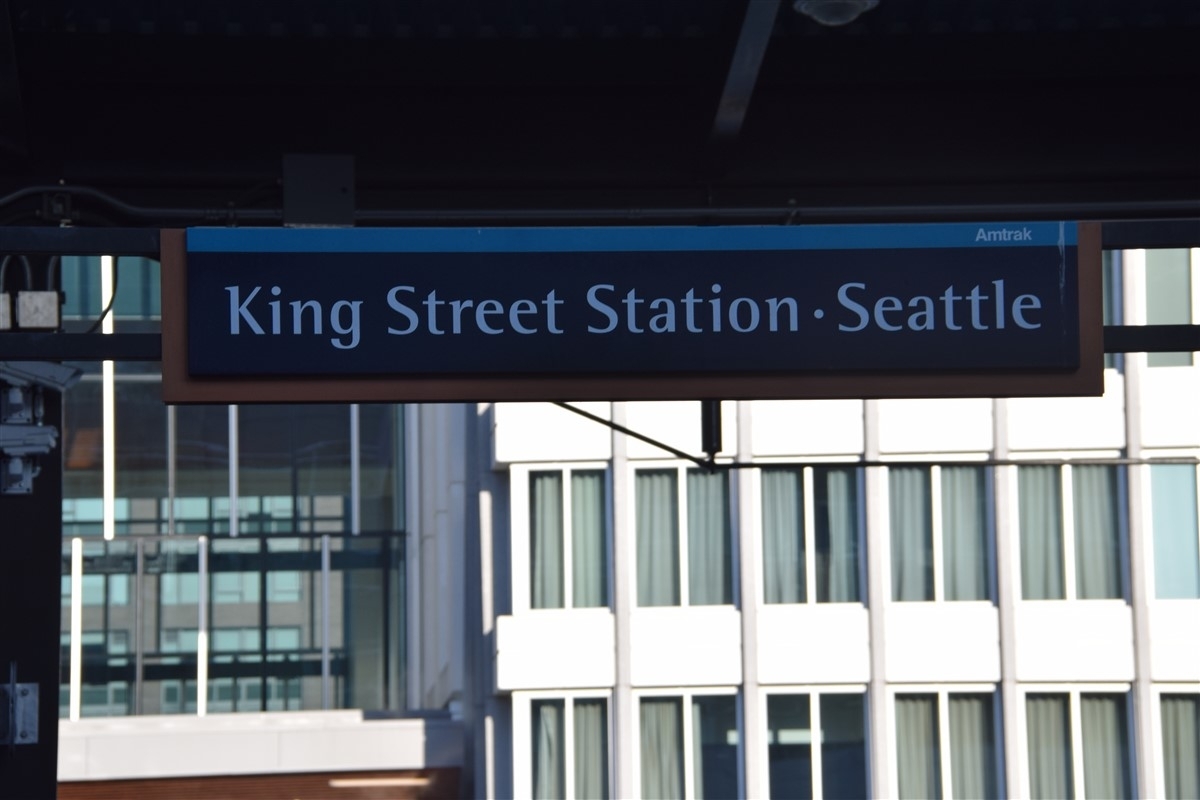 Amtrak
King Street Station · Seattle